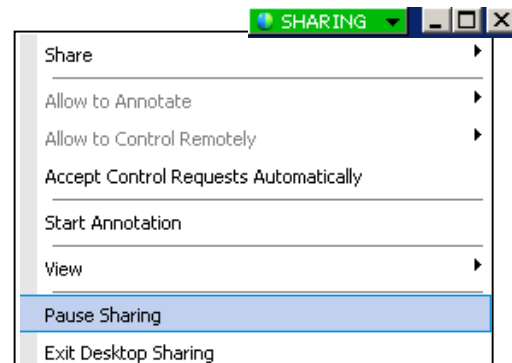 SHARING
Share
Allow to Annotate
Allow to Control Remotely
Accept Control Requests Automatically
Start Annotation
View
Pause Sharing
Exit Desktop Sharing